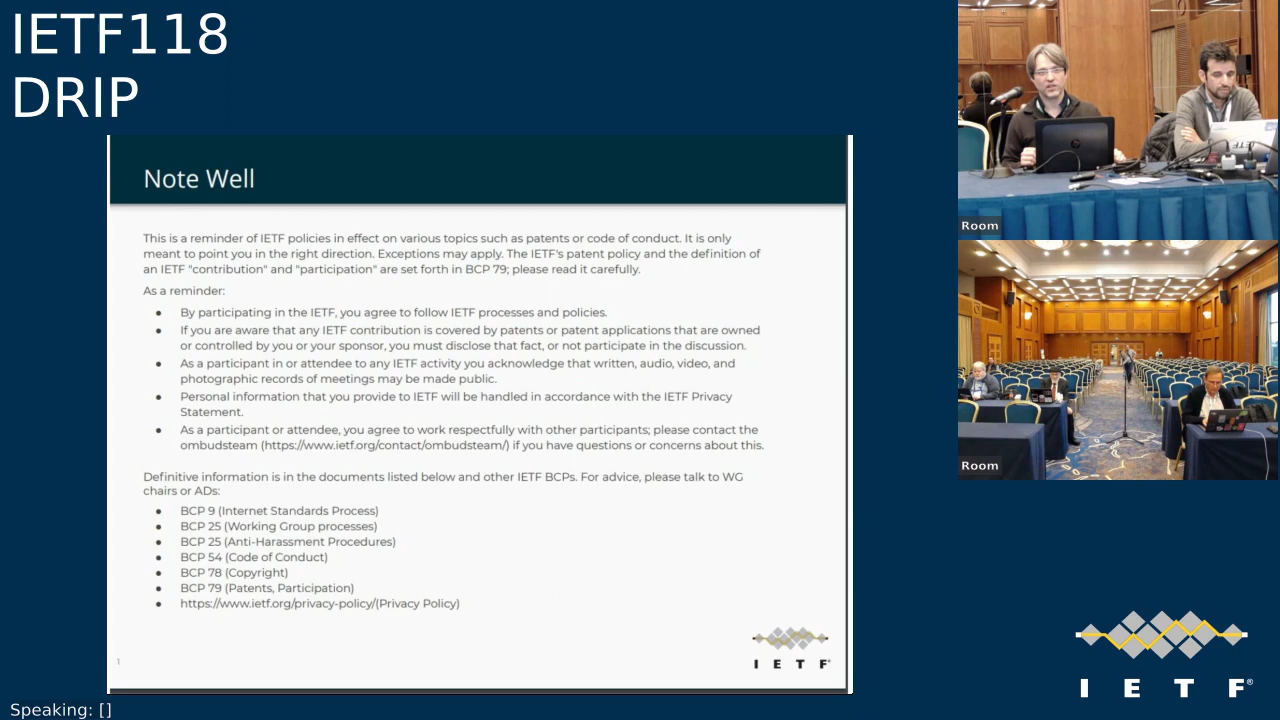 IETF118
DRIP
Note Well
This is a reminder of IETF policies in effect on various topics such as patents or code of conduct. It is only
meant to point you in the right direction. Exceptions may apply. The IETF's patent policy and the definition of
an IETF "contribution" and "participation" are set forth in BCP 79; please read it carefully.
As a reminder:
● By participating in the IETF, you agree to follow IETF processes and policies.
● If you are aware that any IETF contribution is covered by patents or patent applications that are owned
or controlled by you or your sponsor, you must disclose that fact, or not participate in the discussion.
● As a participant in or attendee to any IETF activity you acknowledge that written, audio, video, and
photographic records of meetings may be made public.
● Personal information that you provide to IETF will be handled in accordance with the IETF Privacy
Statement.
● As a participant or attendee, you agree to work respectfully with other participants; please contact the
ombudsteam (https://www.ietf.org/contact/ombudsteam/) if you have questions or concerns about this.
Definitive information is in the documents listed below and other IETF BCPs. For advice, please talk to WG
chairs or ADs:
● BCP 9 (Internet Standards Process)
● BCP 25 (Working Group processes)
● BCP 25 (Anti-Harassment Procedures)
● BCP 54 (Code of Conduct)
● BCP 78 (Copyright)
● BCP 79 (Patents, Participation)
● https://www.ietf.org/privacy-policy/(Privacy Policy)
1
I E T F®
Room
Room
I E T F®
Speaking: []